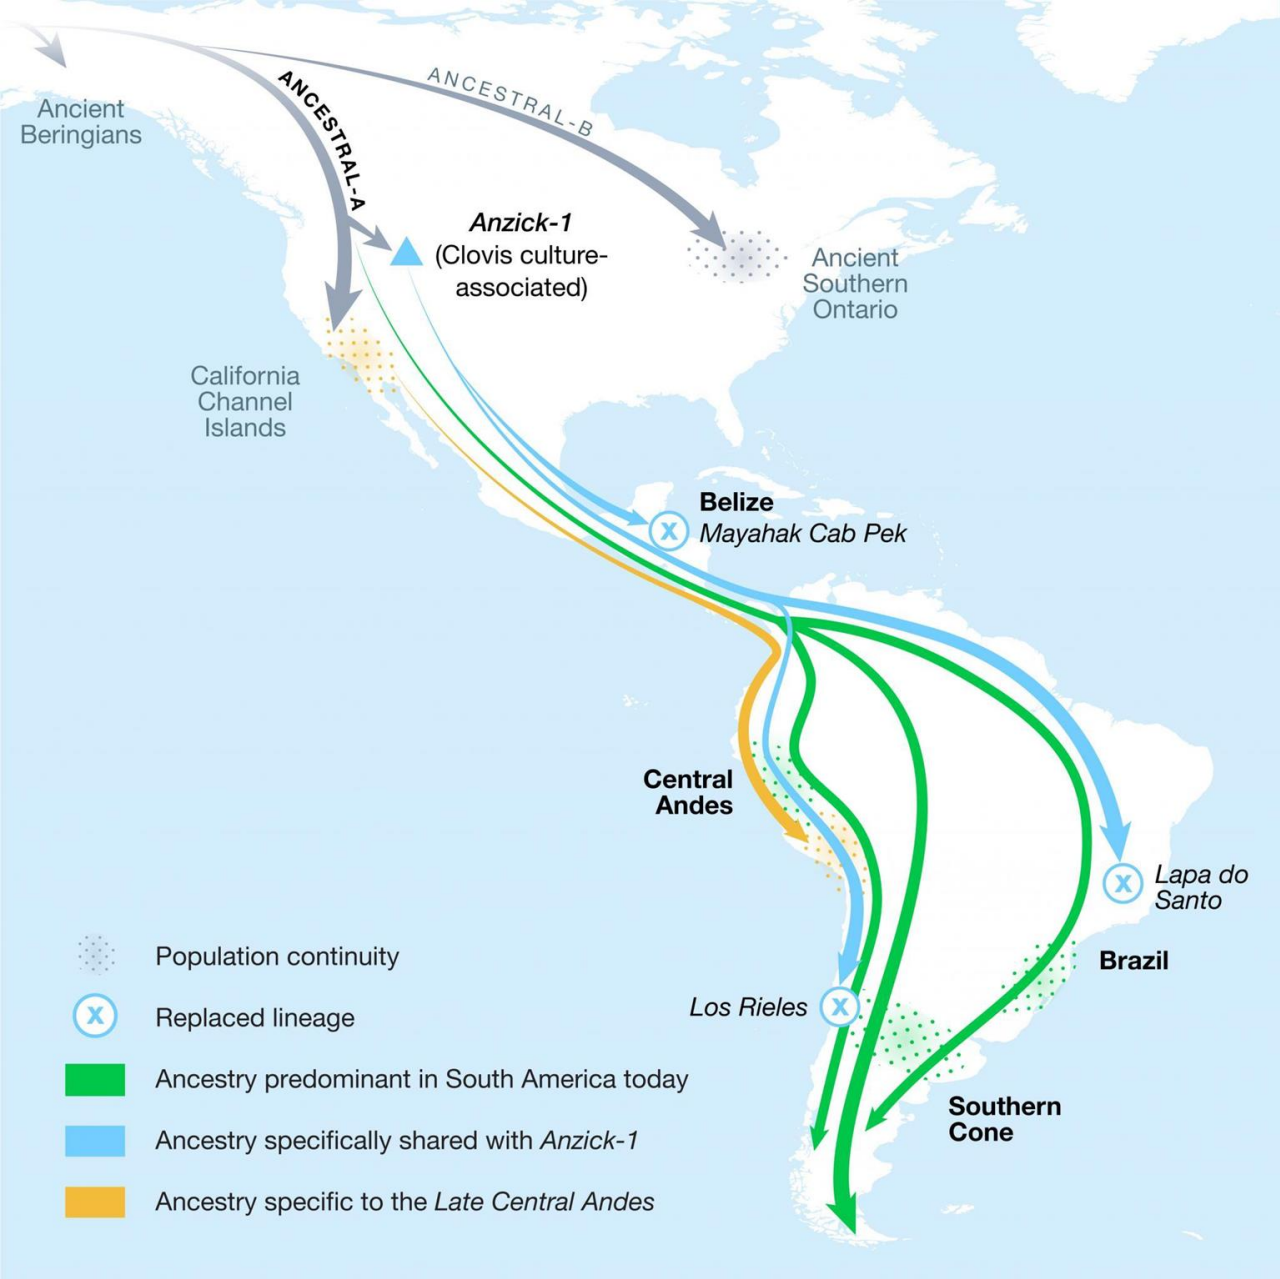 ANCESTRAL-A
ANCESTRAL-B
Ancient
Beringians
Anzick-1
(Clovis culture-
associated)
Ancient
Southern
Ontario
California
Channel
Islands
Belize
Mayahak Cab Pek
X
Central
Andes
X
Lapa do
Santo
Brazil
Los Rieles
X
Southern
Cone
Population continuity
X
Replaced lineage
Ancestry predominant in South America today
Ancestry specifically shared with Anzick-1
Ancestry specific to the Late Central Andes